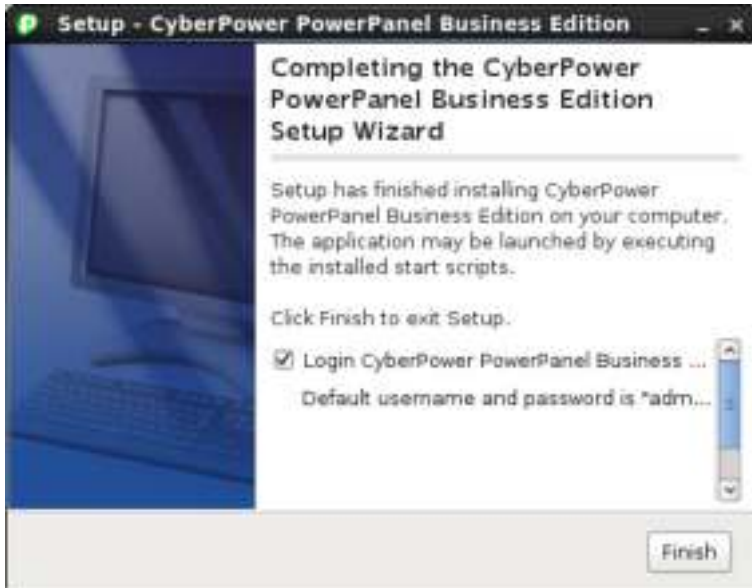 Setup - CyberPower PowerPanel Business Edition
Completing the CyberPower
PowerPanel Business Edition
Setup Wizard
Setup has finished installing CyberPower
PowerPanel Business Edition on your computer.
The application may be launched by executing
the installed start scripts.
Click Finish to exit Setup.
Login CyberPower PowerPanel Business ...
Default username and password is "adm...
Finish